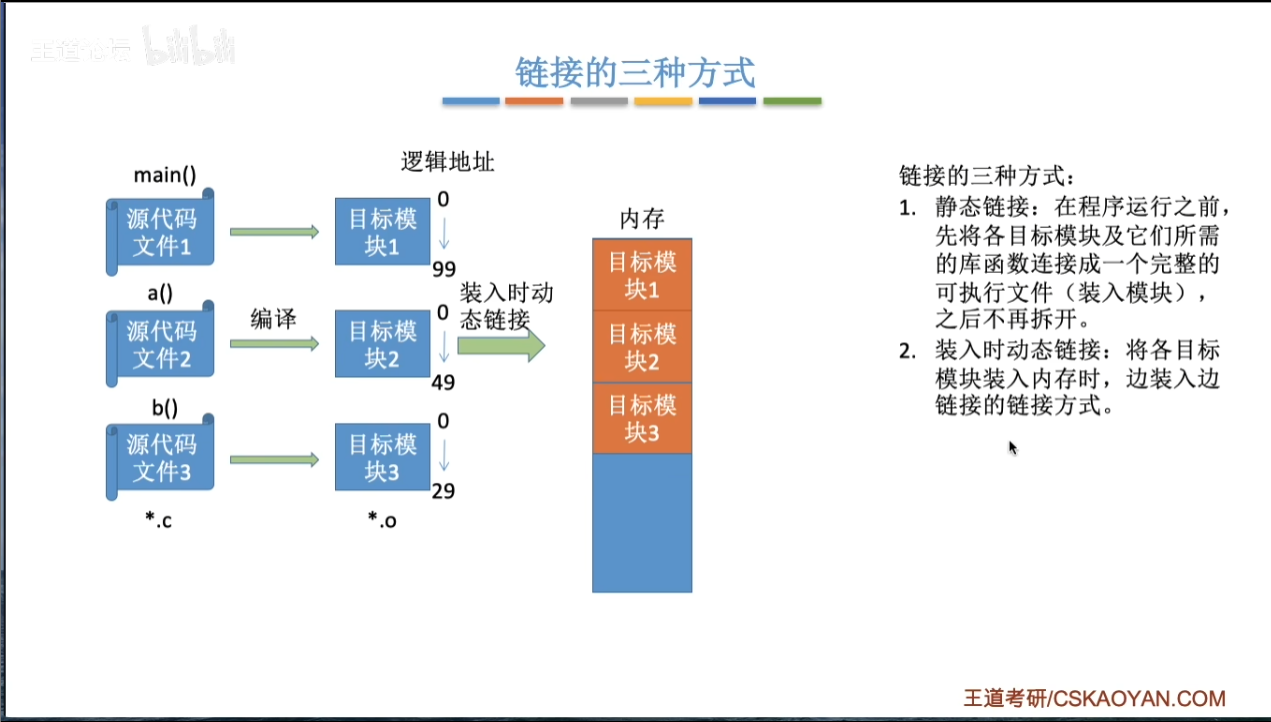 王道论坛 bilibili
链接的三种方式
main()
源代码
文件1
a()
源代码
文件2
b()
源代码
文件3
*.c
编译
逻辑地址
目标模
块1
0
99
目标模
块2
0
49
目标模
块3
0
29
*.o
装入时动
态链接
内存
目标模
块1
目标模
块2
目标模
块3
链接的三种方式：
1. 静态链接：在程序运行之前，
先将各目标模块及它们所需
的库函数连接成一个完整的
可执行文件（装入模块），
之后不再拆开。
2. 装入时动态链接：将各目标
模块装入内存时，边装入边
链接的链接方式。
王道考研/CSKAOYAN.COM